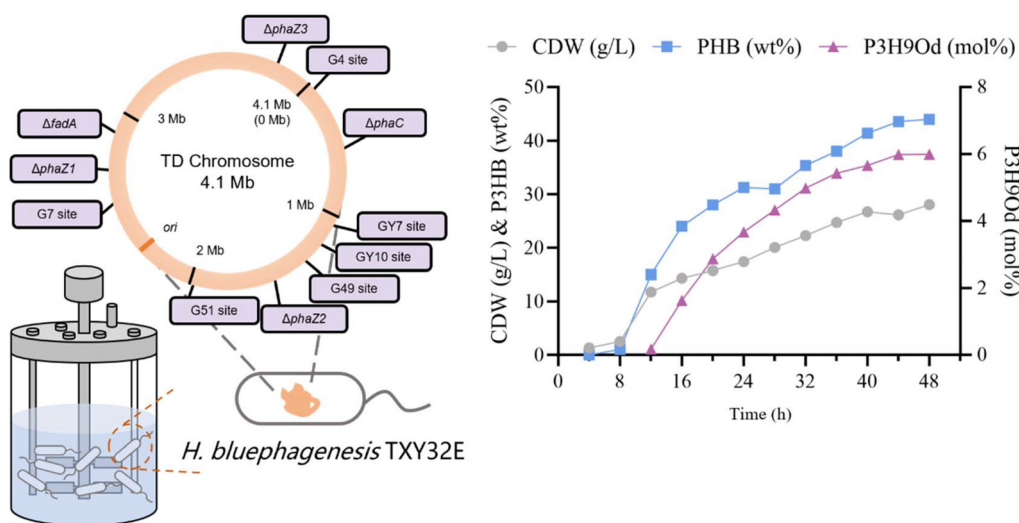 ΔphaZ3
G4 site
4.1 Mb
(0 Mb)
ΔphaC
ΔfadA
3 Mb
TD Chromosome
4.1 Mb
ΔphaZ1
G7 site
1 Mb
ori
GY7 site
2 Mb
GY10 site
G49 site
G51 site
ΔphaZ2
H. bluephagenesis TXY32E
CDW (g/L)
PHB (wt%)
P3H9Od (mol%)
CDW (g/L) & P3HB (wt%)
50
40
30
20
10
0
8
6
4
2
0
P3H9Od
(mol%)
0 8 16 24 32 40 48
Time (h)